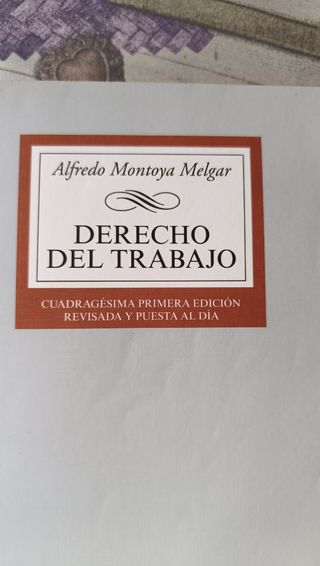 Alfredo Montoya Melgar
DERECHO
DEL TRABAJO
CUADRAGÉSIMA PRIMERA EDICIÓN
REVISADA Y PUESTA AL DÍA